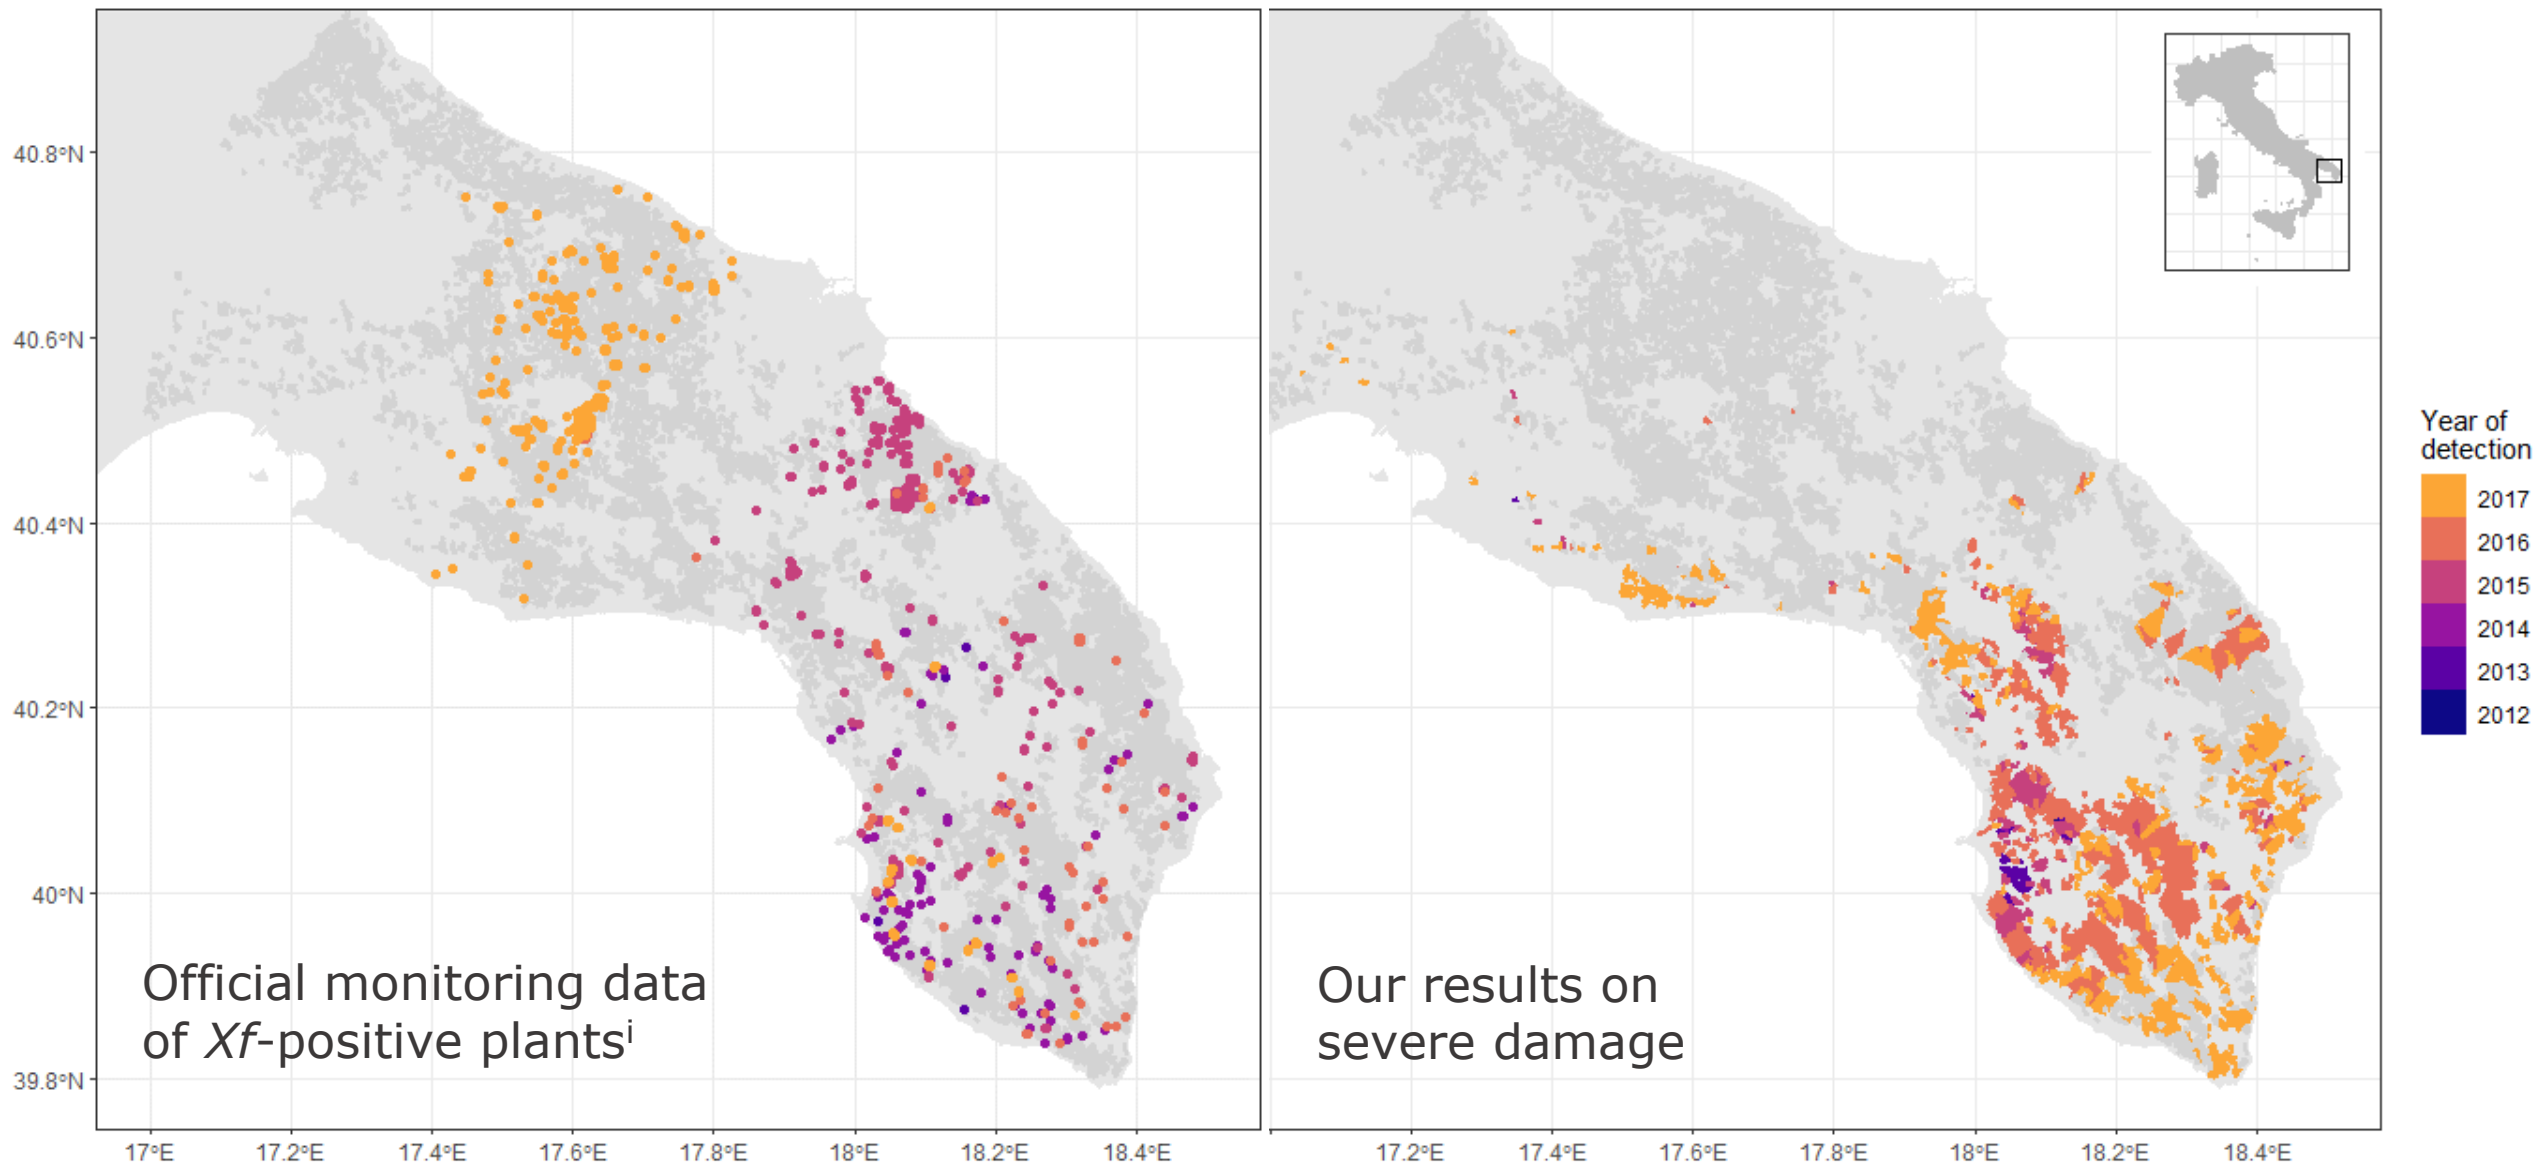 40.8°N
40.6°N
40.4°N
40.2°N
40°N
39.8°N
Official monitoring data
of Xf-positive plantsⁱ
17°E 17.2°E 17.4°E 17.6°E 17.8°E 18°E 18.2°E 18.4°E
Our results on
severe damage
17.2°E 17.4°E 17.6°E 17.8°E 18°E 18.2°E 18.4°E
Year of
detection
2017
2016
2015
2014
2013
2012